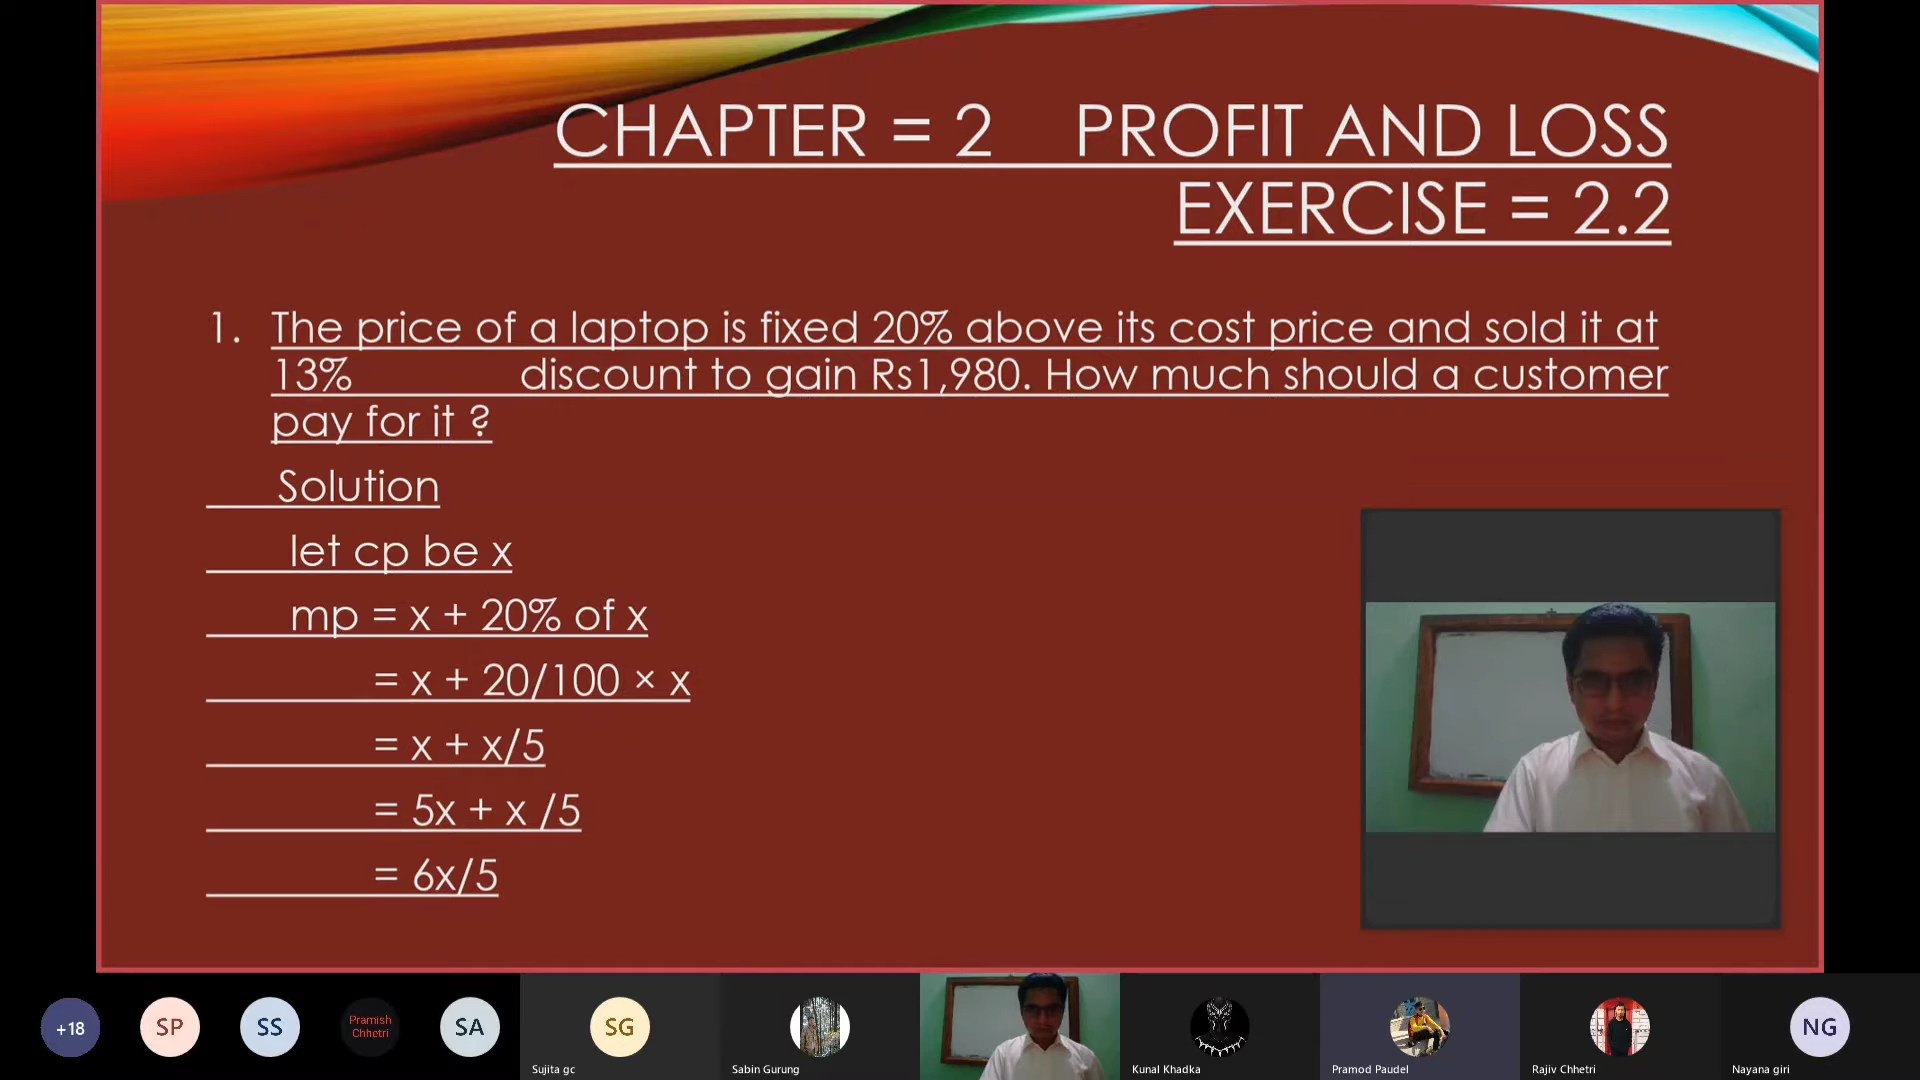 CHAPTER = 2 PROFIT AND LOSS
EXERCISE = 2.2
1. The price of a laptop is fixed 20% above its cost price and sold it at
13% discount to gain Rs1,980. How much should a customer
pay for it ?
Solution
let cp be x
mp = x + 20% of x
= x + 20/100 × x
= x + x/5
= 5x + x /5
= 6x/5
+18
SP
SS
Pramish
Chhetri
SA
SG
NG
Sujita gc
Sabin Gurung
Kunal Khadka
Pramod Paudel
Rajiv Chhetri
Nayana giri